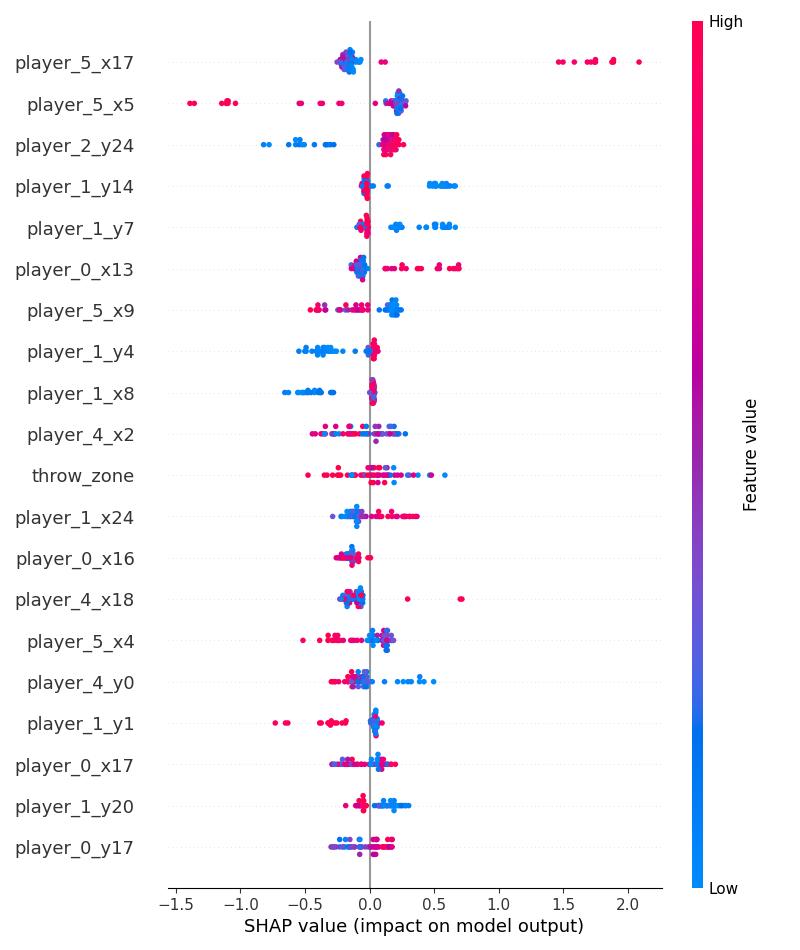 High
player_5_x17
player_5_x5
player_2_y24
player_1_y14
player_1_y7
player_0_x13
player_5_x9
player_1_y4
player_1_x8
player_4_x2
throw_zone
player_1_x24
player_0_x16
player_4_x18
player_5_x4
player_4_y0
player_1_y1
player_0_x17
player_1_y20
player_0_y17
Feature value
Low
−1.5 −1.0 −0.5 0.0 0.5 1.0 1.5 2.0
SHAP value (impact on model output)